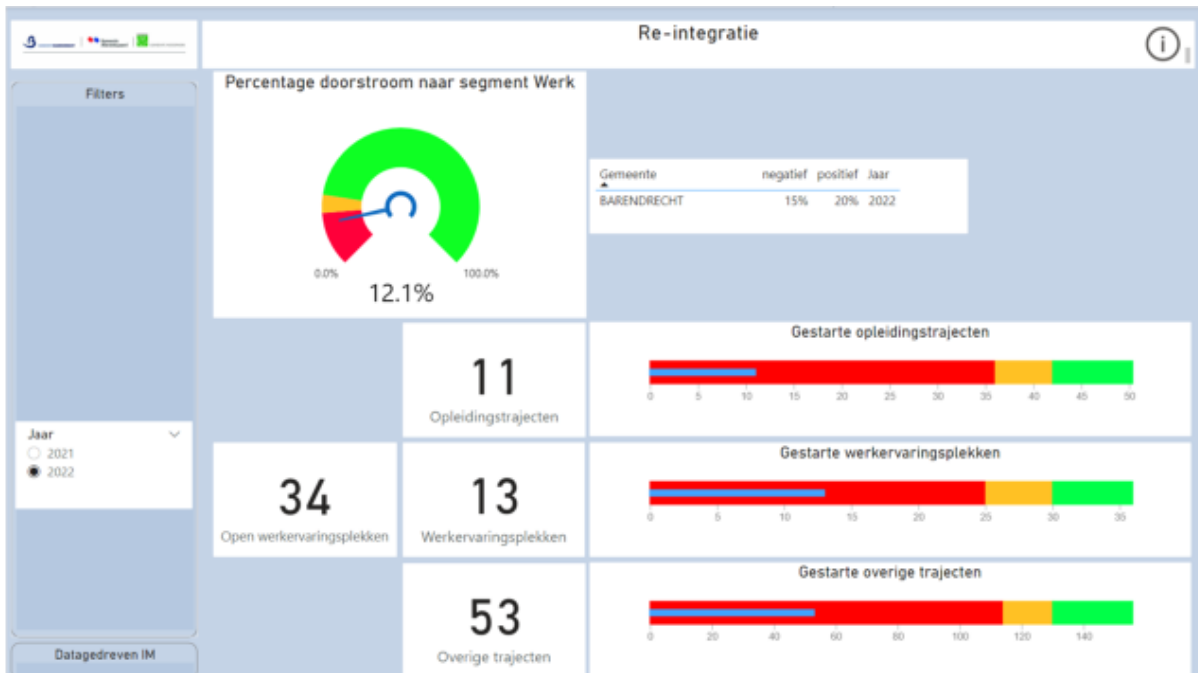 Re-integratie
i
Filters
Jaar
2021
2022
Datagedreven IM
Percentage doorstroom naar segment Werk
0.0%
100.0%
12.1%
Gemeente negatief positief Jaar
BARENDRECHT 15% 20% 2022
11
Opleidingstrajecten
Gestarte opleidingstrajecten
0 5 10 15 20 25 30 35 40 45 50
34
Open werkervaringsplekken
13
Werkervaringsplekken
Gestarte werkervaringsplekken
0 5 10 15 20 25 30 35
53
Overige trajecten
Gestarte overige trajecten
0 20 40 60 80 100 120 140